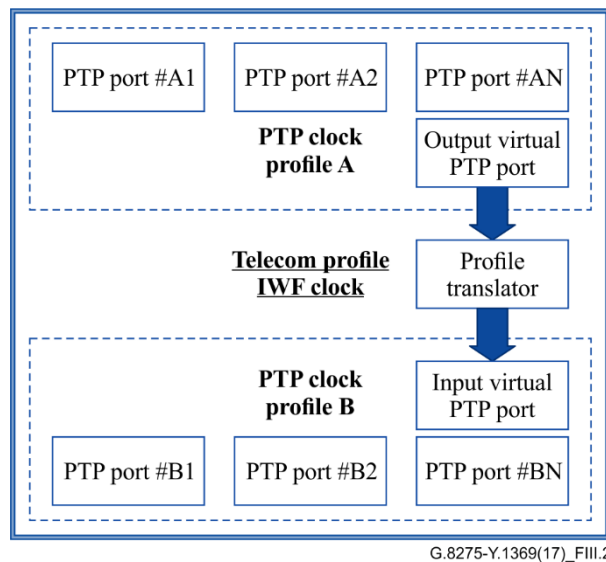 PTP port #A1
PTP port #A2
PTP port #AN
PTP clock
profile A
Output virtual
PTP port
Telecom profile
IWF clock
Profile
translator
PTP clock
profile B
Input virtual
PTP port
PTP port #B1
PTP port #B2
PTP port #BN
G.8275-Y.1369(17)_FIII.2